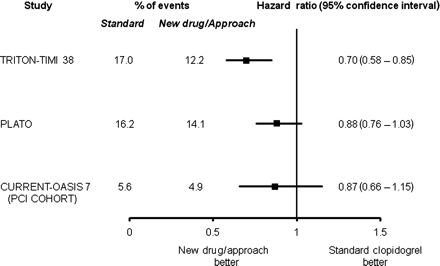 Study % of events Hazard ratio (95% confidence interval)
Standard New drug/Approach
TRITON-TIMI 38 17.0 12.2 0.70 (0.58 – 0.85)
PLATO 16.2 14.1 0.88 (0.76 – 1.03)
CURRENT-OASIS 7 5.6 4.9 0.87 (0.66 – 1.15)
(PCI COHORT)
0 0.5 1 1.5
New drug/approach Standard clopidogrel
better better